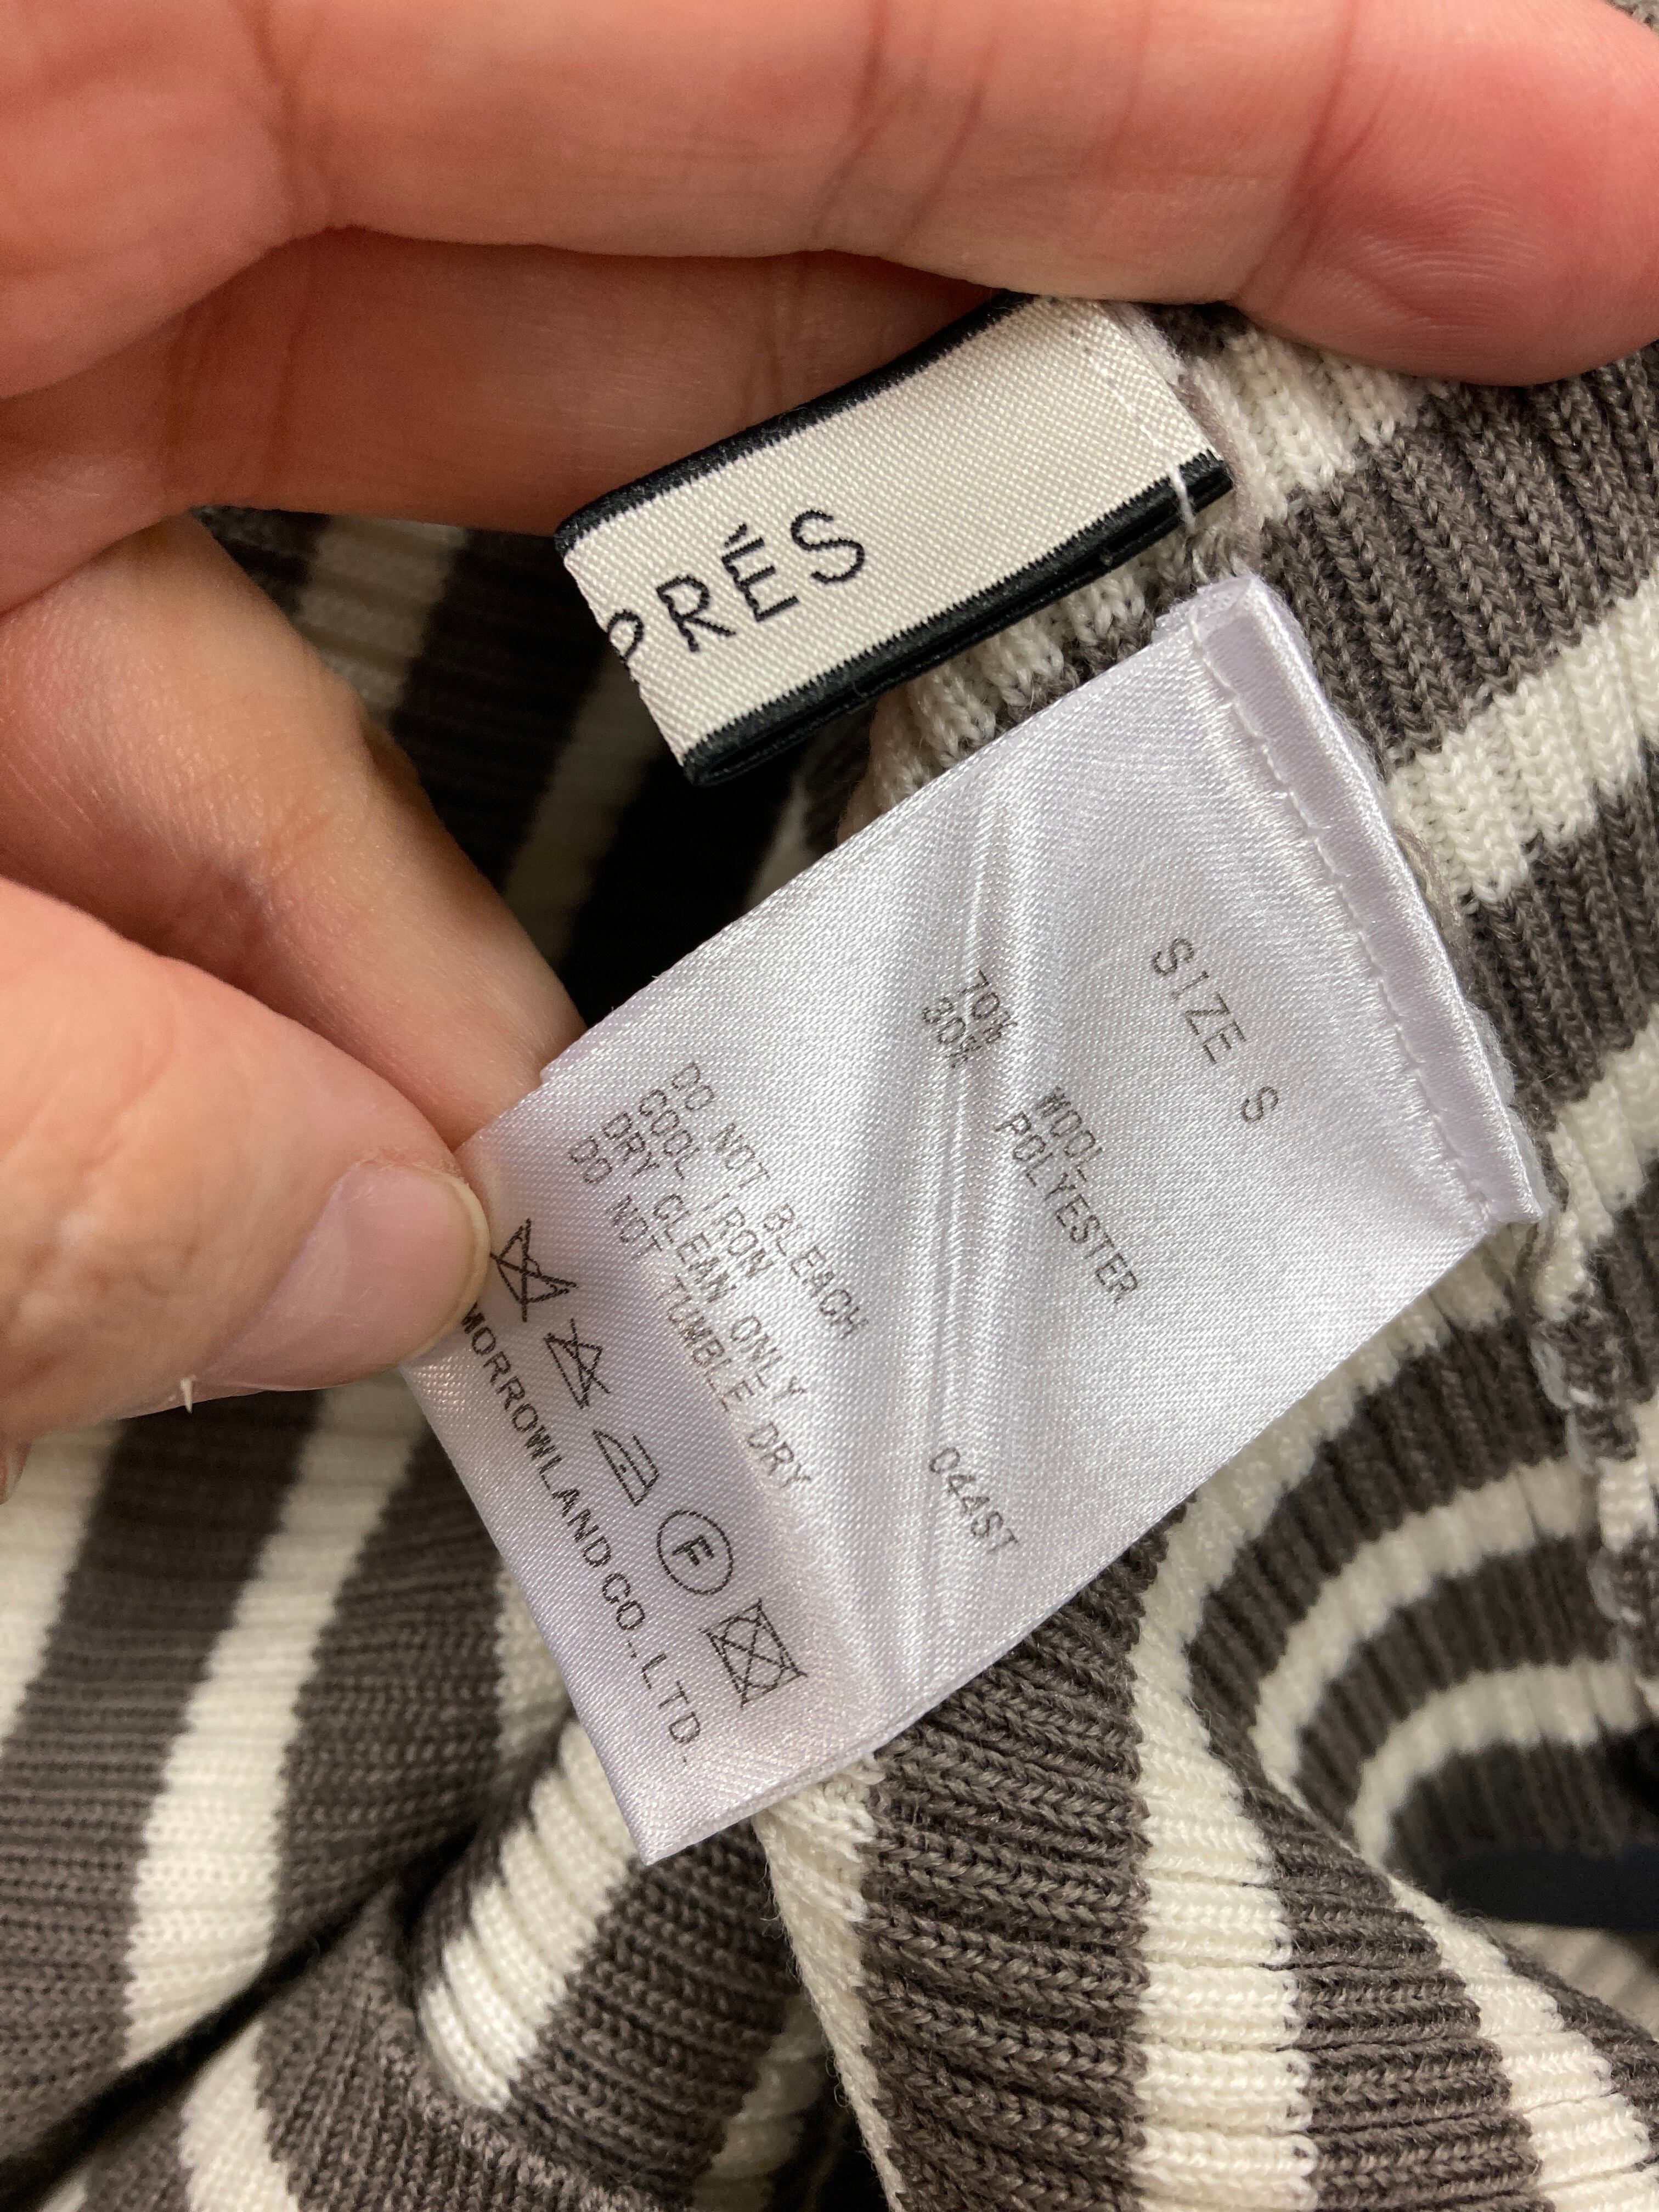 PRÉS
SIZE S
70% WOOL
30% POLYESTER
044ST
DO NOT BLEACH
COOL IRON
DRY CLEAN ONLY
DO NOT TUMBLE DRY
F
MORROWLAND CO.,LTD.